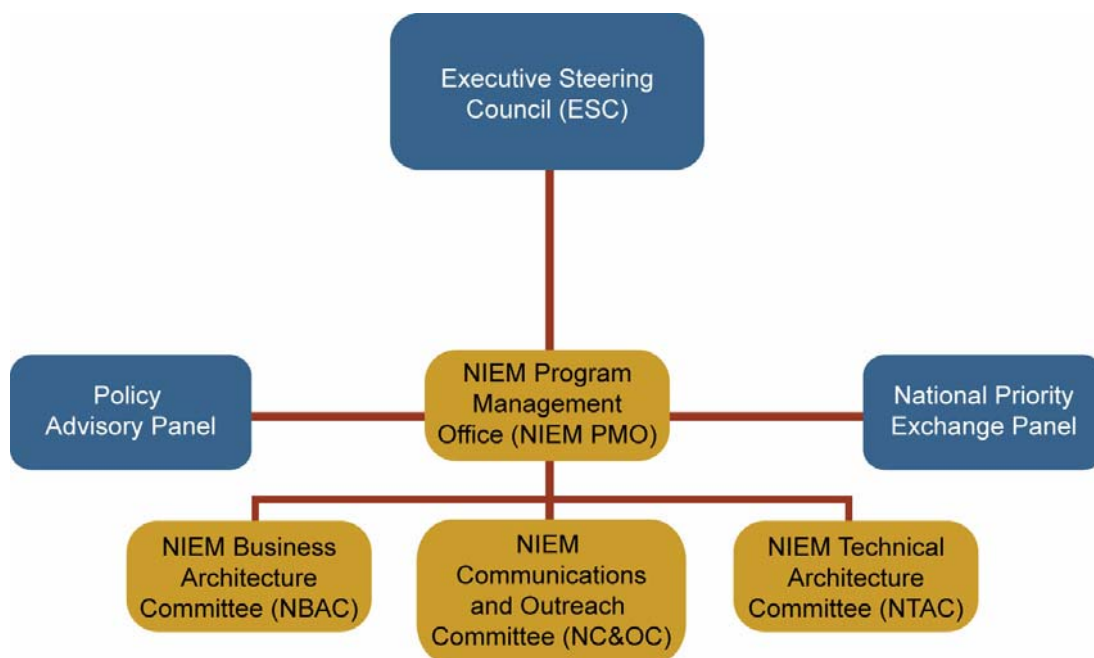 Executive Steering
Council (ESC)
Policy
Advisory Panel
NIEM Program
Management
Office (NIEM PMO)
National Priority
Exchange Panel
NIEM Business
Architecture
Committee (NBAC)
NIEM
Communications
and Outreach
Committee (NC&OC)
NIEM Technical
Architecture
Committee (NTAC)